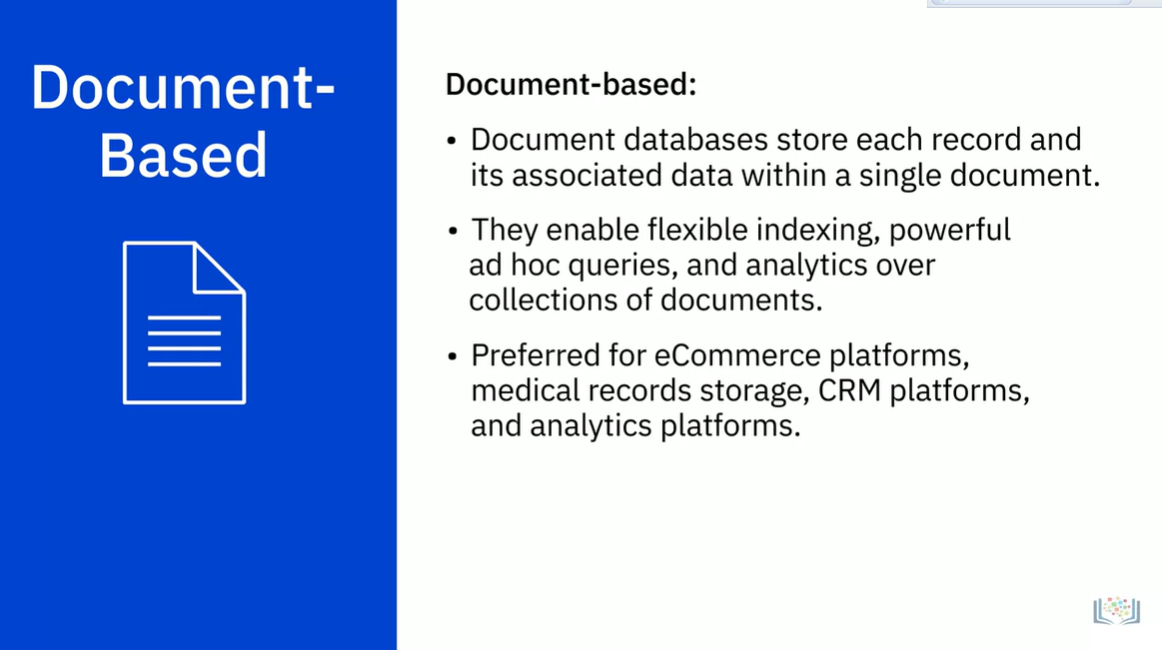 Document-
Based
Document-based:
• Document databases store each record and
its associated data within a single document.
• They enable flexible indexing, powerful
ad hoc queries, and analytics over
collections of documents.
• Preferred for eCommerce platforms,
medical records storage, CRM platforms,
and analytics platforms.